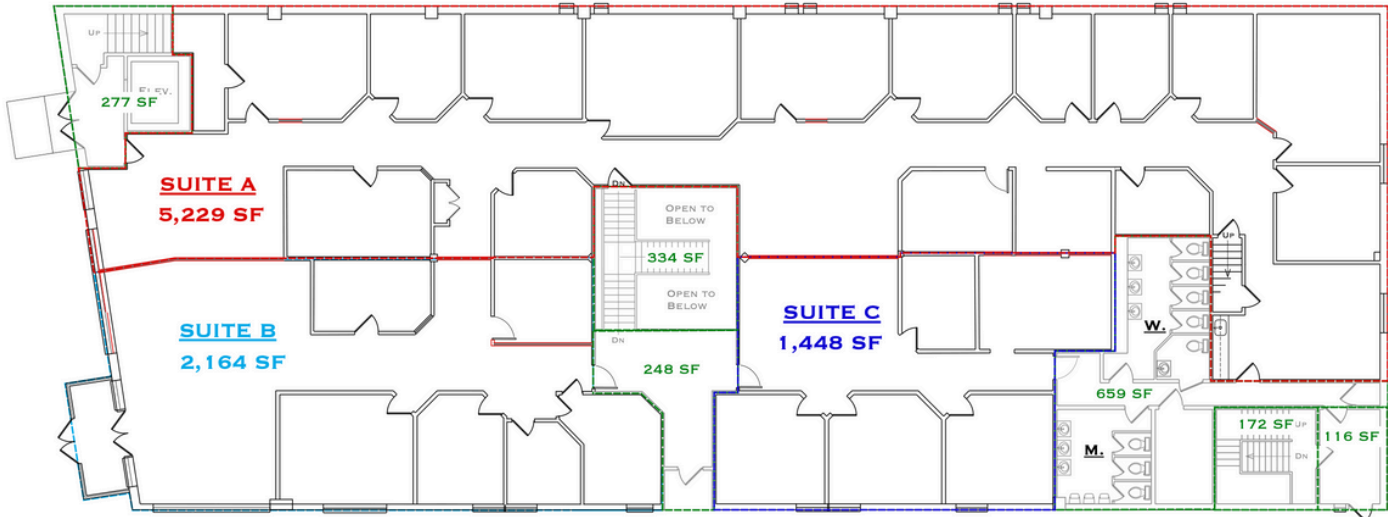 UP
ELEV.
277 SF
SUITE A
5,229 SF
DN
OPEN TO
BELOW
334 SF
OPEN TO
BELOW
DN
248 SF
SUITE B
2,164 SF
SUITE C
1,448 SF
UP
W.
659 SF
M.
172 SF
UP
DN
116 SF